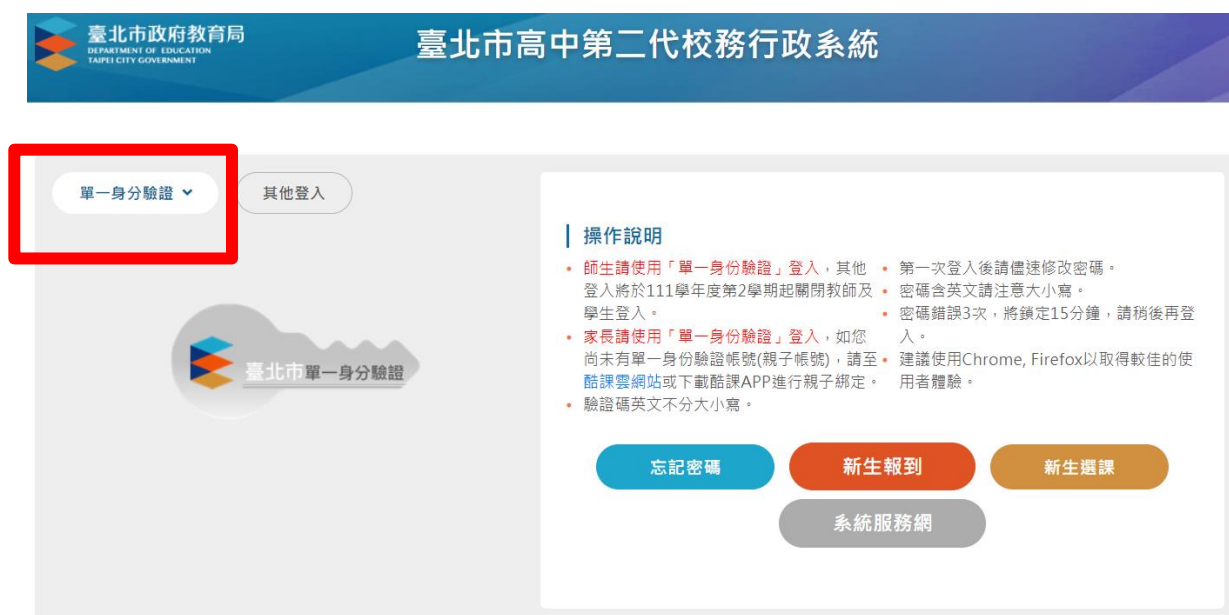 臺北市政府教育局
DEPARTMENT OF EDUCATION
TAIPEI CITY GOVERNMENT
臺北市高中第二代校務行政系統
單一身分驗證
其他登入
臺北市單一身分驗證
操作說明
師生請使用「單一身份驗證」登入，其他
登入將於111學年度第2學期起關閉教師及
學生登入。
家長請使用「單一身份驗證」登入，如您
尚未有單一身份驗證帳號(親子帳號)，請至
酷課雲網站或下載酷課APP進行親子綁定。
驗證碼英文不分大小寫。
第一次登入後請儘速修改密碼。
密碼含英文請注意大小寫。
密碼錯誤3次，將鎖定15分鐘，請稍後再登
入。
建議使用Chrome, Firefox以取得較佳的使
用者體驗。
忘記密碼
新生報到
新生選課
系統服務網